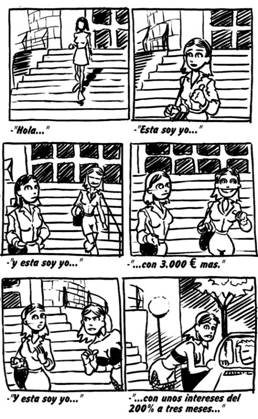 -"Hola..."
-"Esta soy yo..."
-"y esta soy yo..."
-"...con 3.000 € mas."
-"Y esta soy yo..."
-"...con unos intereses del
200% a tres meses..."